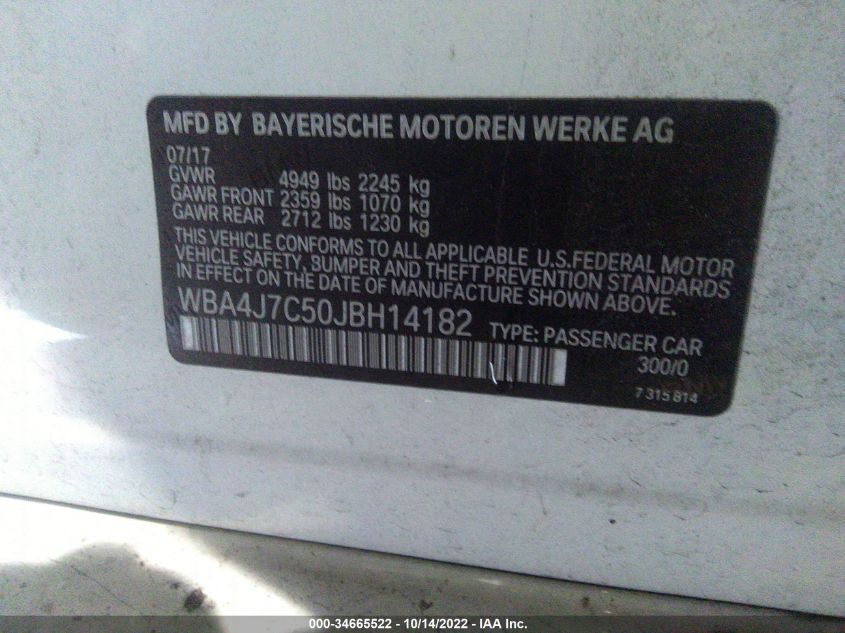 MFD BY BAYERISCHE MOTOREN WERKE AG
07/17
GVWR 4949 lbs 2245 kg
GAWR FRONT 2359 lbs 1070 kg
GAWR REAR 2712 lbs 1230 kg
THIS VEHICLE CONFORMS TO ALL APPLICABLE U.S.FEDERAL MOTOR
VEHICLE SAFETY, BUMPER AND THEFT PREVENTION STANDARDS
IN EFFECT ON THE DATE OF MANUFACTURE SHOWN ABOVE.
WBA4J7C50JBH14182 TYPE: PASSENGER CAR
300/0
7 315 814
000-34665522 - 10/14/2022 - IAA Inc.